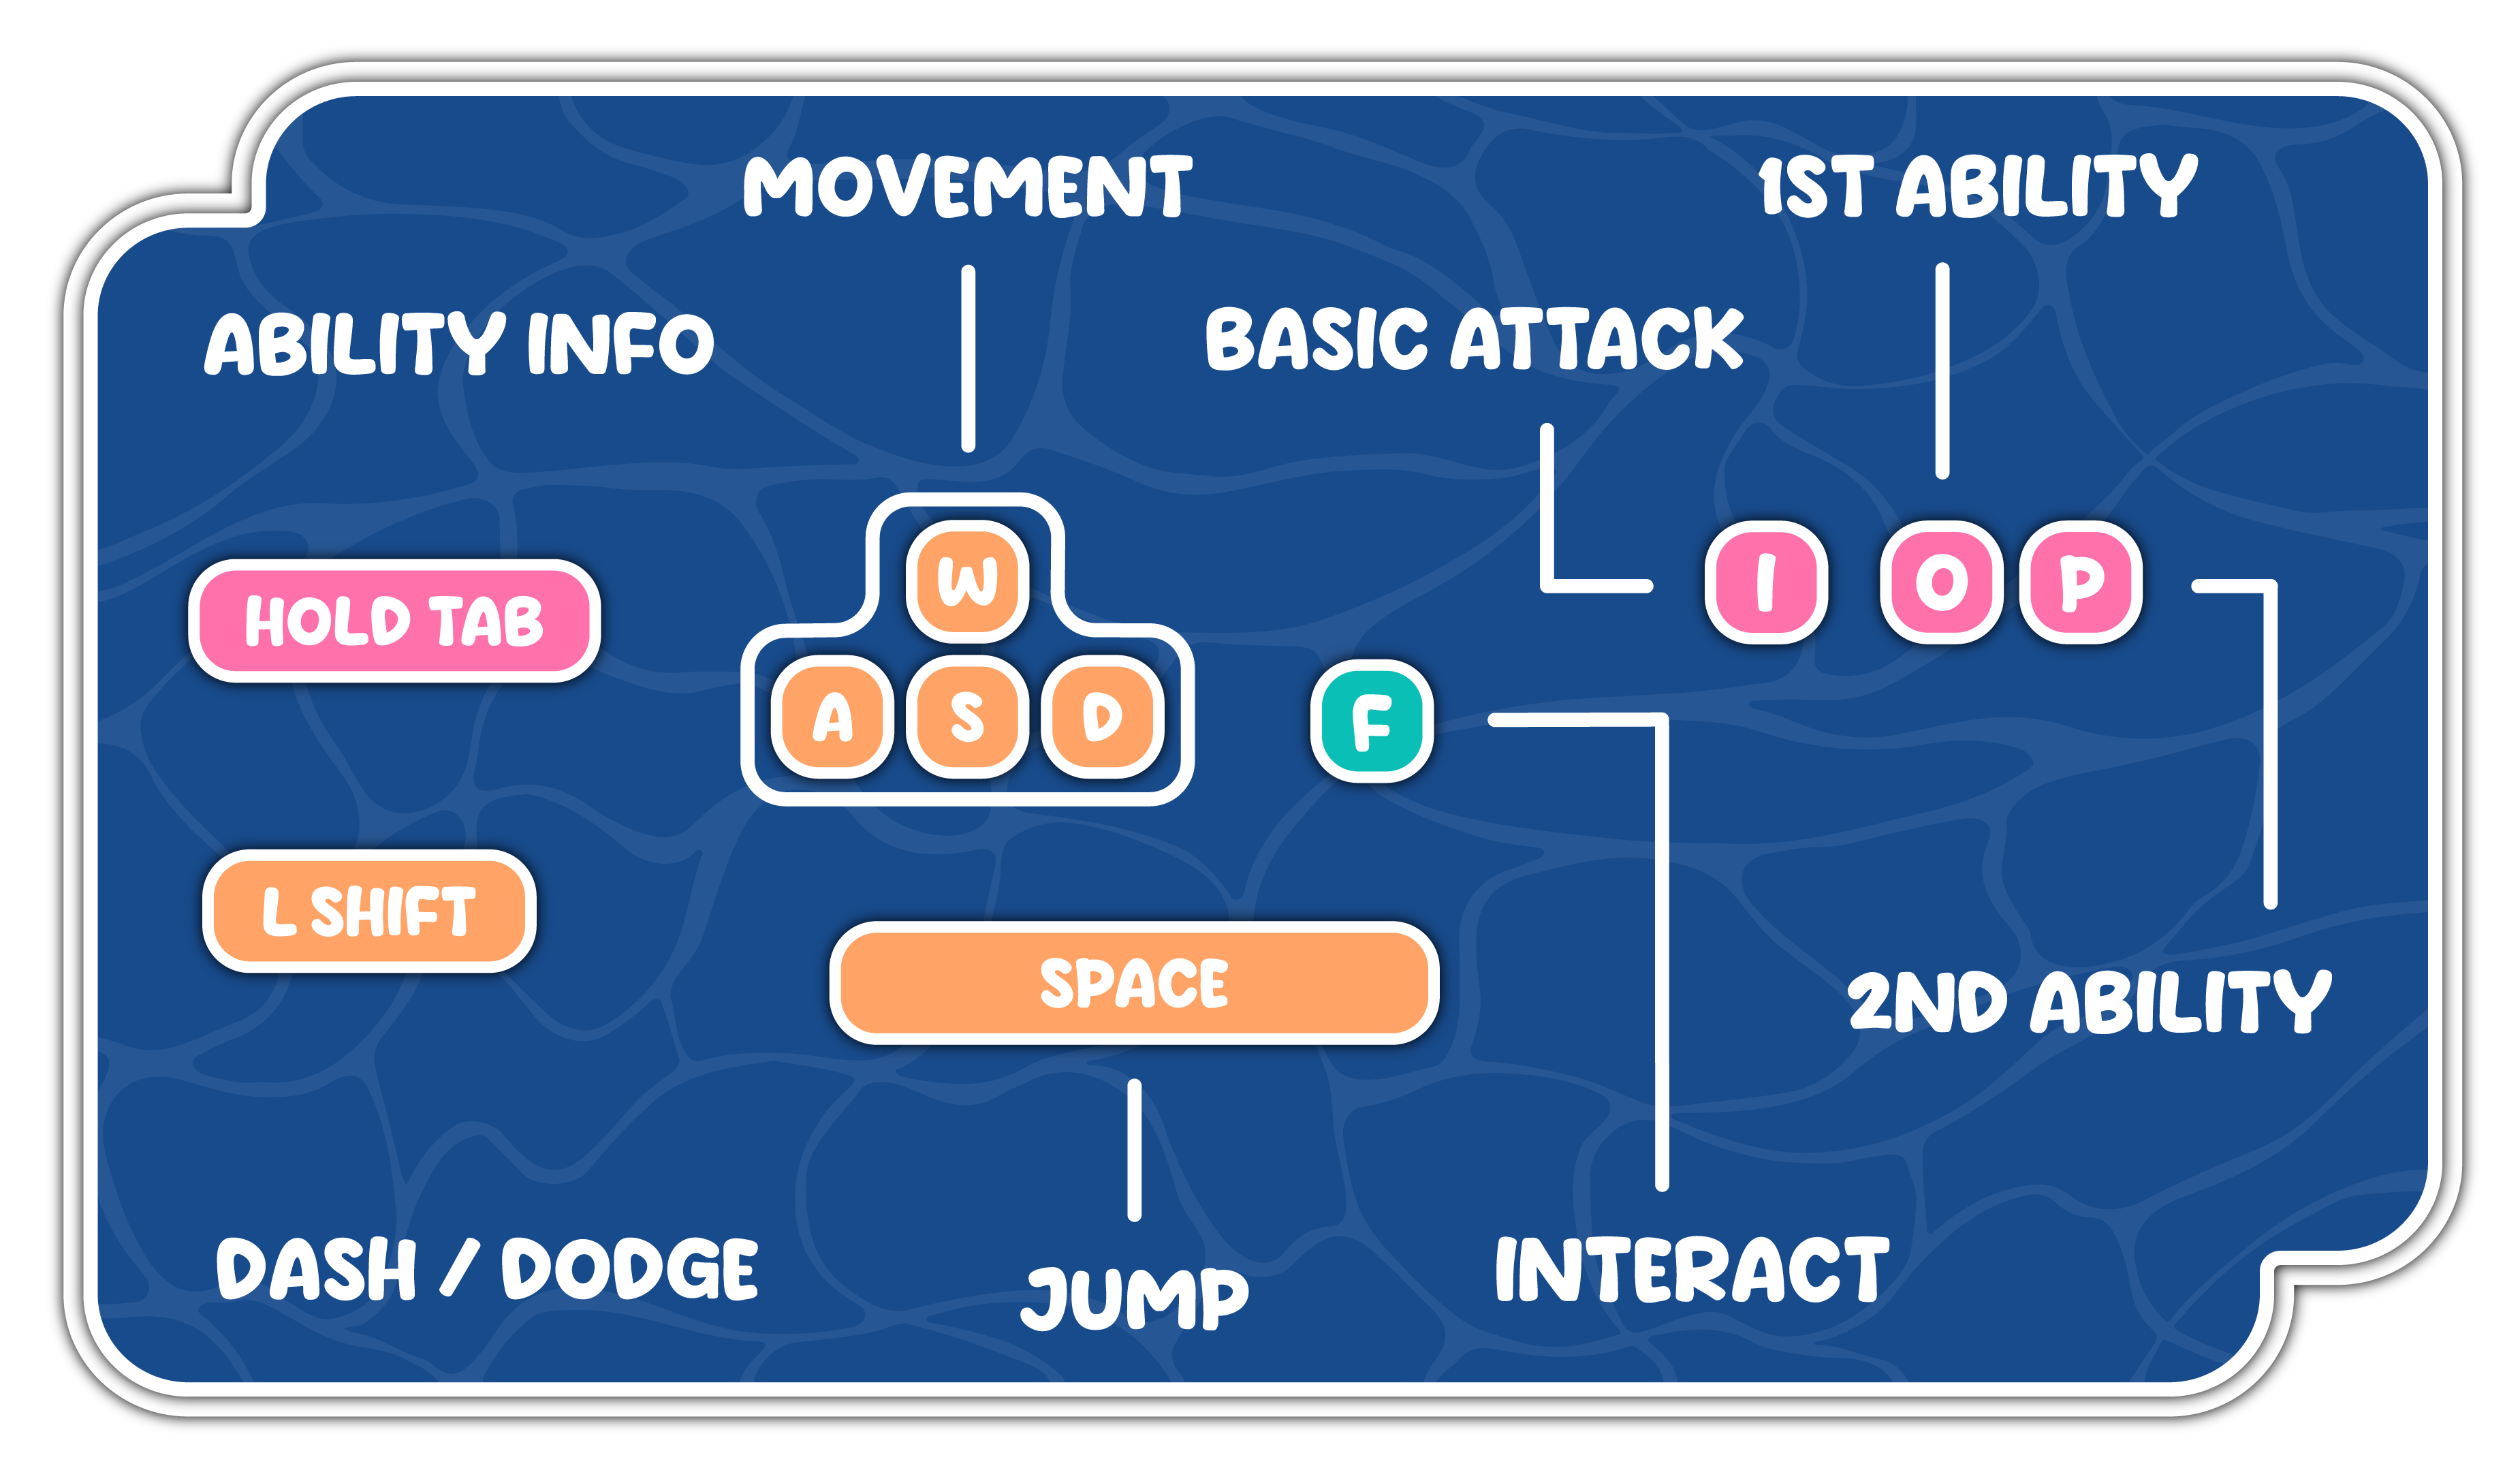 MOVEMENT
1ST ABILITY
ABILITY INFO
BASIC ATTACK
HOLD TAB
W
I
O
P
A
S
D
F
L SHIFT
SPACE
2ND ABILITY
DASH / DODGE
JUMP
INTERACT